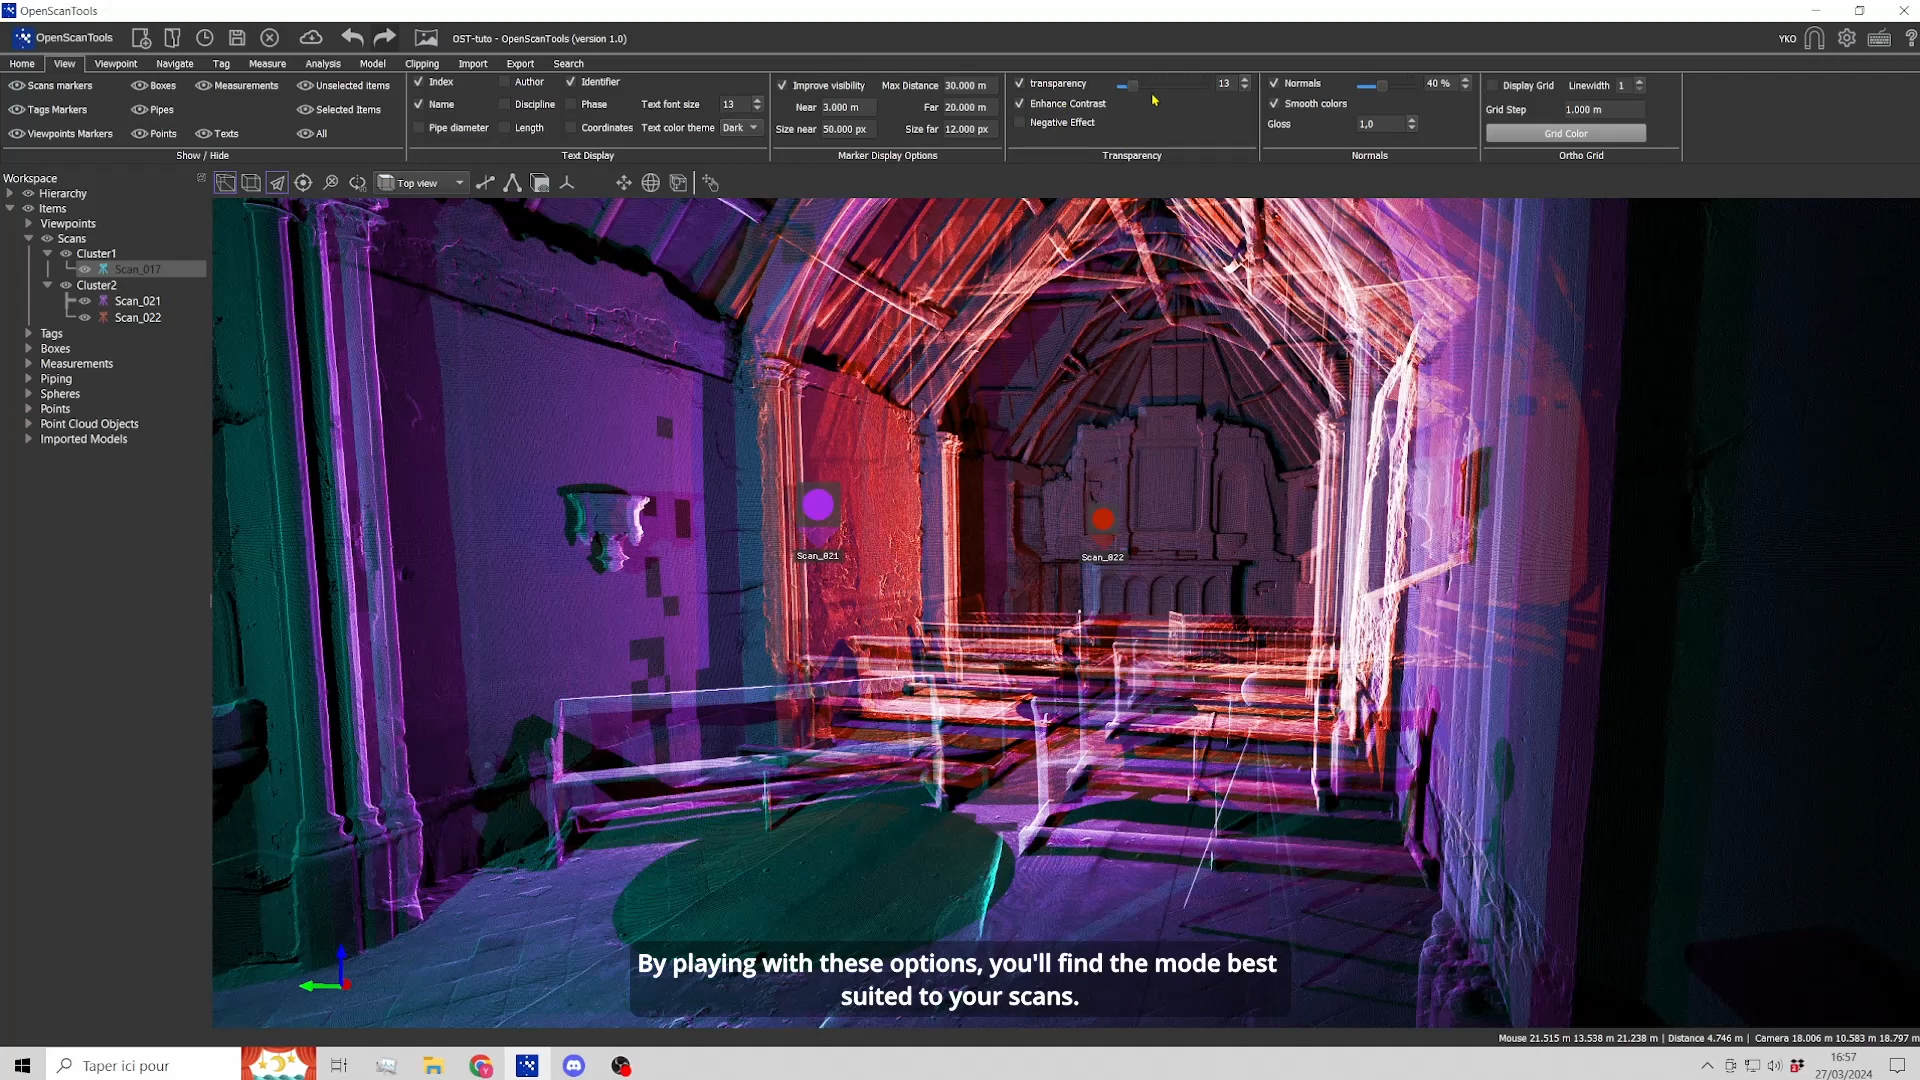 OpenScanTools
OpenScanTools
OST-tuto - OpenScanTools (version 1.0)
YKO
Home View Viewpoint Navigate Tag Measure Analysis Model Clipping Import Export Search
Scans markers Boxes Measurements Unselected items
Tags Markers Pipes Selected Items
Viewpoints Markers Points Texts All
Show / Hide
Index Author Identifier
Name Discipline Phase Text font size 13
Pipe diameter Length Coordinates Text color theme Dark
Text Display
Improve visibility Max Distance 30.000 m
Near 3.000 m Far 20.000 m
Size near 50.000 px Size far 12.000 px
Marker Display Options
transparency 13
Enhance Contrast
Negative Effect
Transparency
Normals 40 %
Smooth colors
Gloss 1,0
Normals
Display Grid Linewidth 1
Grid Step 1.000 m
Grid Color
Ortho Grid
Top view
Workspace
Hierarchy
Items
Viewpoints
Scans
Cluster1
Scan_017
Cluster2
Scan_021
Scan_022
Tags
Boxes
Measurements
Piping
Spheres
Points
Point Cloud Objects
Imported Models
Scan_021
Scan_022
By playing with these options, you'll find the mode best
suited to your scans.
Mouse 21.515 m 13.538 m 21.238 m | Distance 4.746 m | Camera 18.006 m 10.583 m 18.797 m
Taper ici pour
16:57
27/03/2024